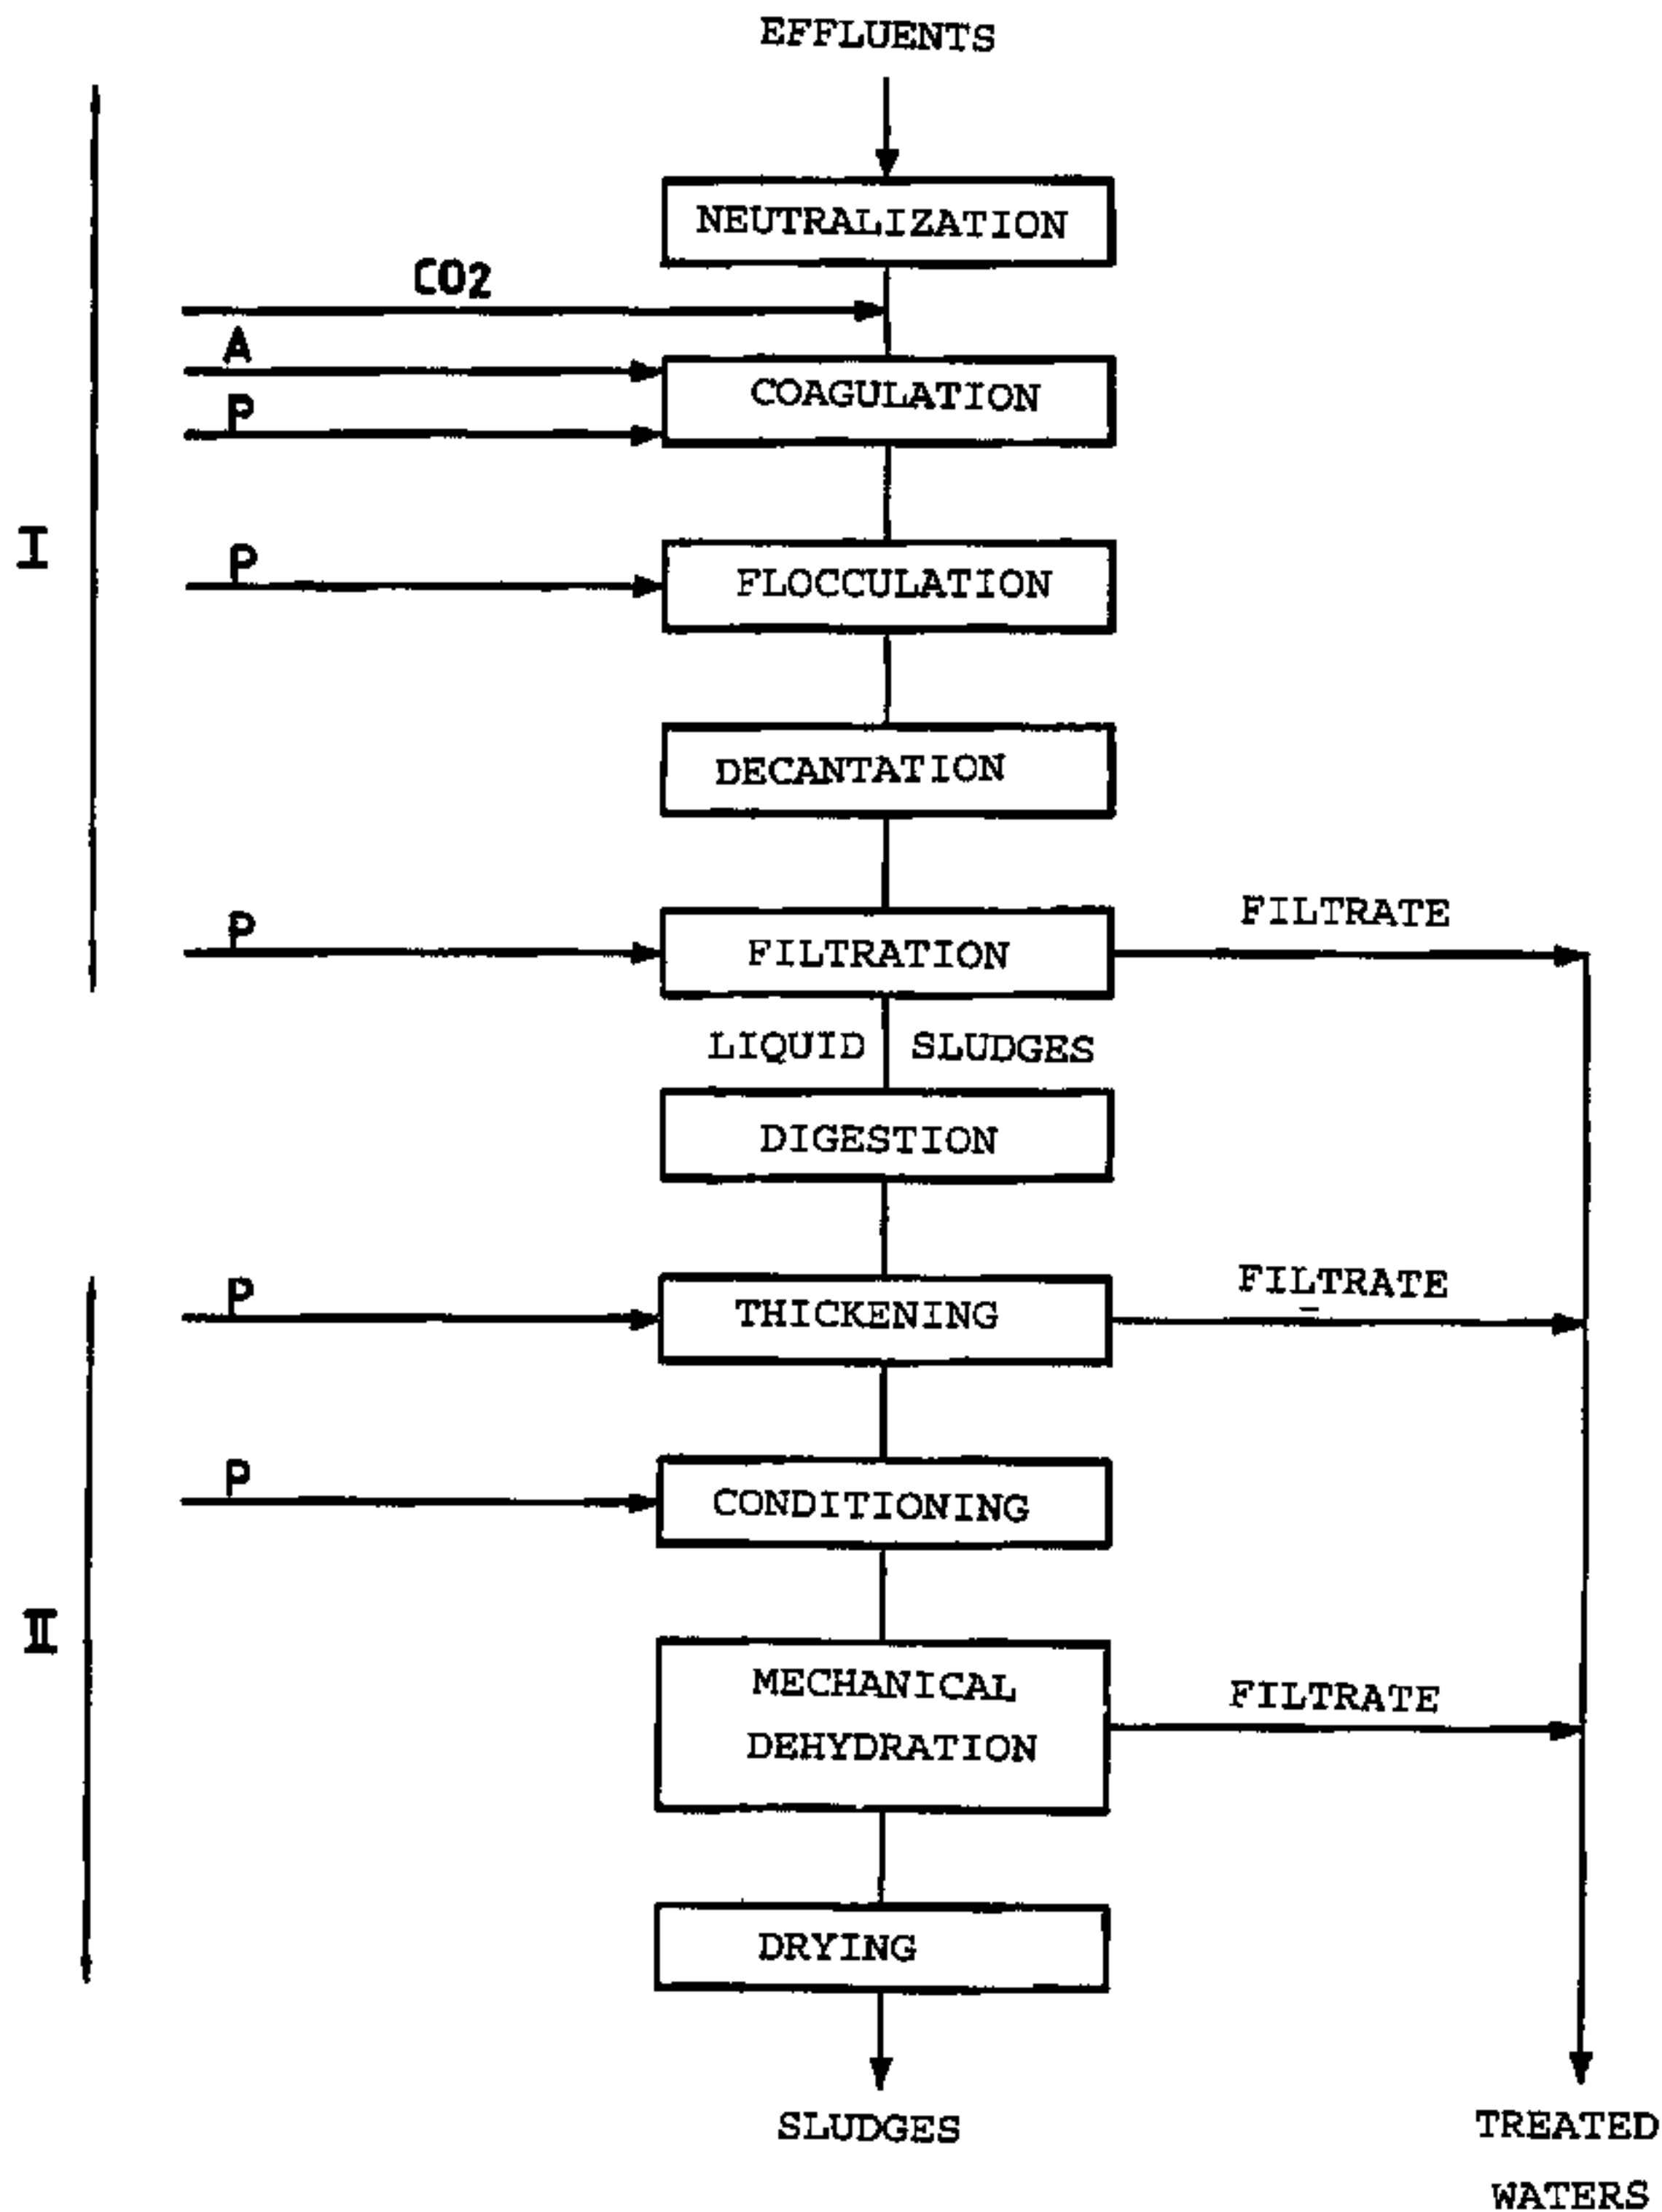 EFFLUENTS
NEUTRALIZATION
CO2
A
COAGULATION
P
I
P
FLOCCULATION
DECANTATION
P
FILTRATION
FILTRATE
LIQUID SLUDGES
DIGESTION
P
THICKENING
FILTRATE
P
CONDITIONING
II
MECHANICAL
DEHYDRATION
FILTRATE
DRYING
SLUDGES
TREATED
WATERS